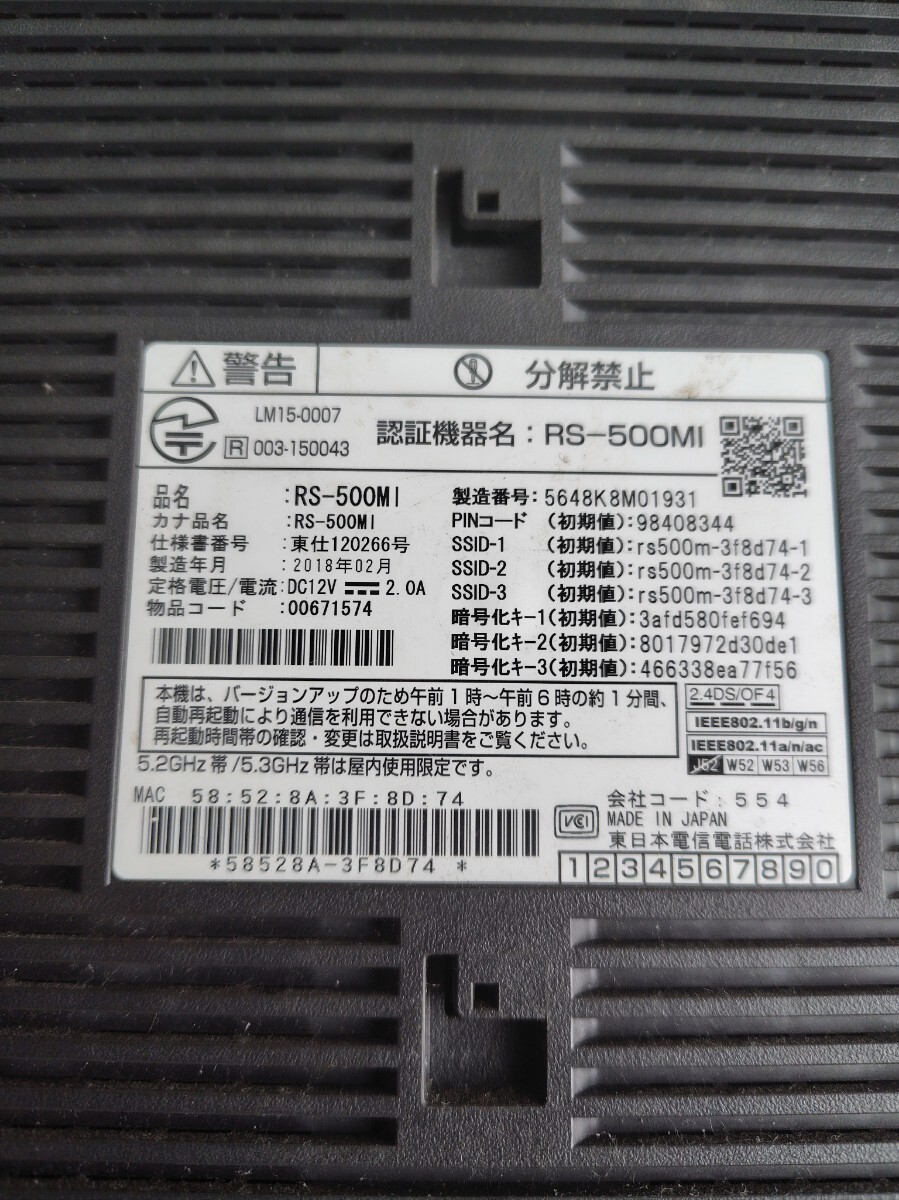 警告
分解禁止
LM15-0007
R 003-150043
認証機器名：RS-500MI
品名 :RS-500MI
カナ品名 :RS-500MI
仕様書番号 :東仕120266号
製造年月 :2018年02月
定格電圧/電流:DC12V 2.0A
物品コード :00671574
製造番号:5648K8M01931
PINコード (初期値):98408344
SSID-1 (初期値):rs500m-3f8d74-1
SSID-2 (初期値):rs500m-3f8d74-2
SSID-3 (初期値):rs500m-3f8d74-3
暗号化キー1(初期値):3afd580fef694
暗号化キー2(初期値):8017972d30de1
暗号化キー3(初期値):466338ea77f56
本機は、バージョンアップのため午前1時〜午前6時の約1分間、
自動再起動により通信を利用できない場合があります。
再起動時間帯の確認・変更は取扱説明書をご覧ください。
5.2GHz帯/5.3GHz帯は屋内使用限定です。
2.4DS/OF4
IEEE802.11b/g/n
IEEE802.11a/n/ac
J52 W52 W53 W56
MAC 58:52:8A:3F:8D:74
*58528A-3F8D74 *
VCI
会社コード:554
MADE IN JAPAN
東日本電信電話株式会社
1 2 3 4 5 6 7 8 9 0